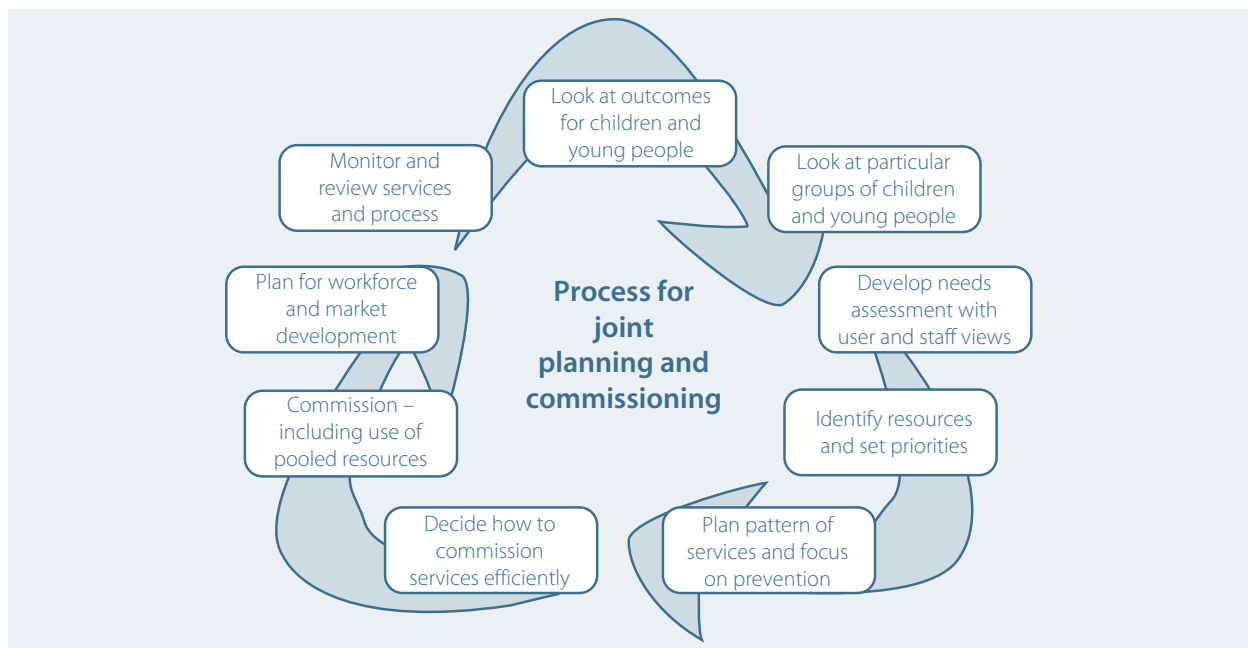 Look at outcomes
for children and
young people
Look at particular
groups of children
and young people
Develop needs
assessment with
user and staff views
Identify resources
and set priorities
Plan pattern of
services and focus
on prevention
Decide how to
commission
services efficiently
Commission –
including use of
pooled resources
Plan for workforce
and market
development
Monitor and
review services
and process
Process for
joint
planning and
commissioning